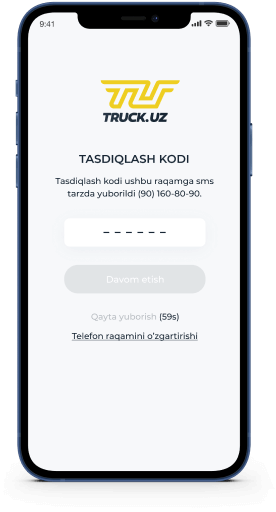 9:41
TRUCK.UZ
TASDIQLASH KODI
Tasdiqlash kodi ushbu raqamga sms
tarzda yuborildi (90) 160-80-90.
– – – – – –
Davom etish
Qayta yuborish (59s)
Telefon raqamini o'zgartirishi